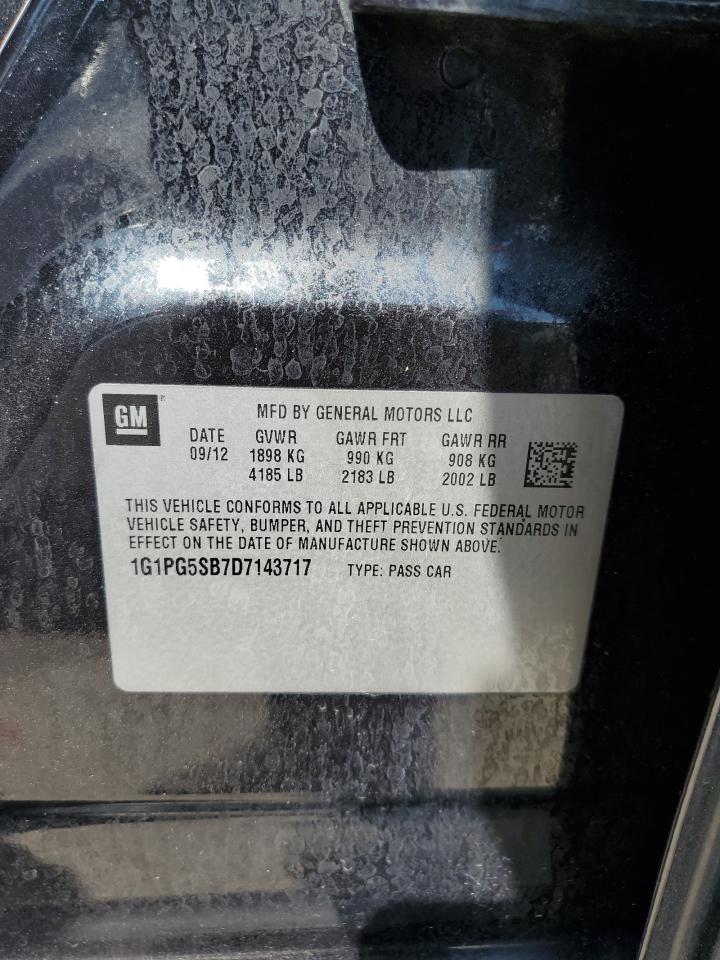 GM
MFD BY GENERAL MOTORS LLC
DATE GVWR GAWR FRT GAWR RR
09/12 1898 KG 990 KG 908 KG
4185 LB 2183 LB 2002 LB
THIS VEHICLE CONFORMS TO ALL APPLICABLE U.S. FEDERAL MOTOR
VEHICLE SAFETY, BUMPER, AND THEFT PREVENTION STANDARDS IN
EFFECT ON THE DATE OF MANUFACTURE SHOWN ABOVE.
1G1PG5SB7D7143717 TYPE: PASS CAR